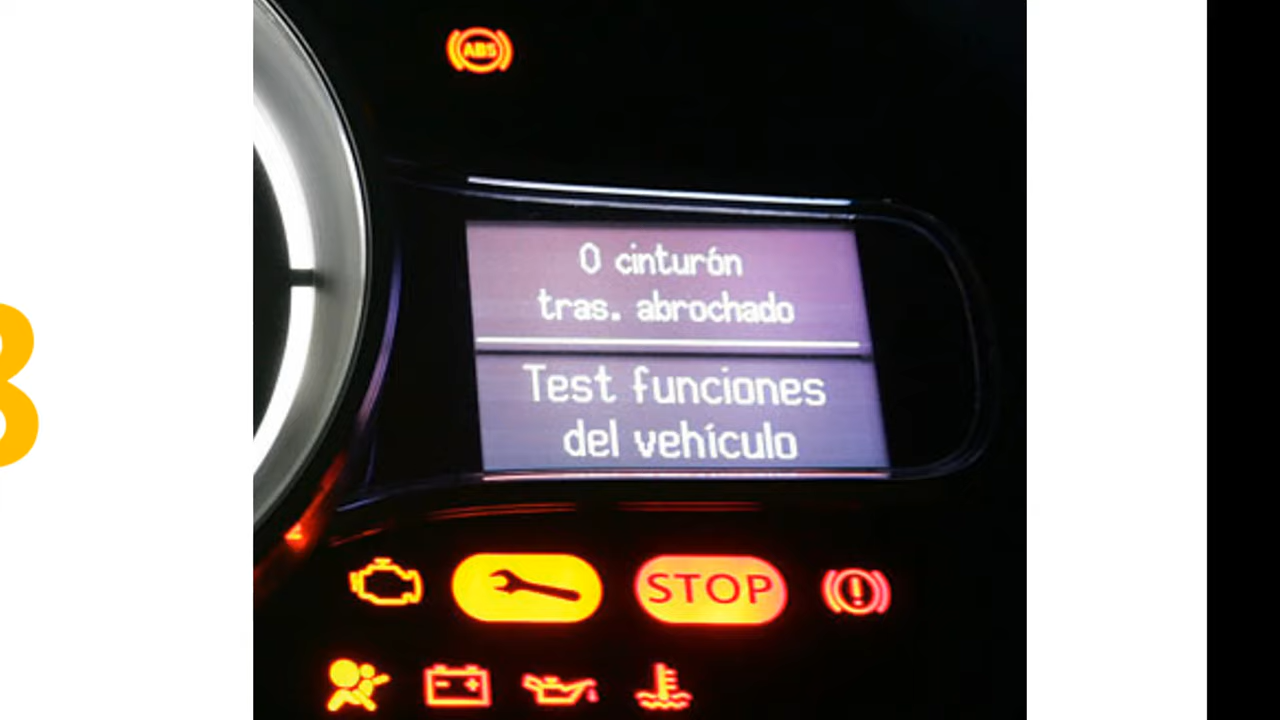 ABS
0 cinturón
tras. abrochado
Test funciones
del vehículo
STOP